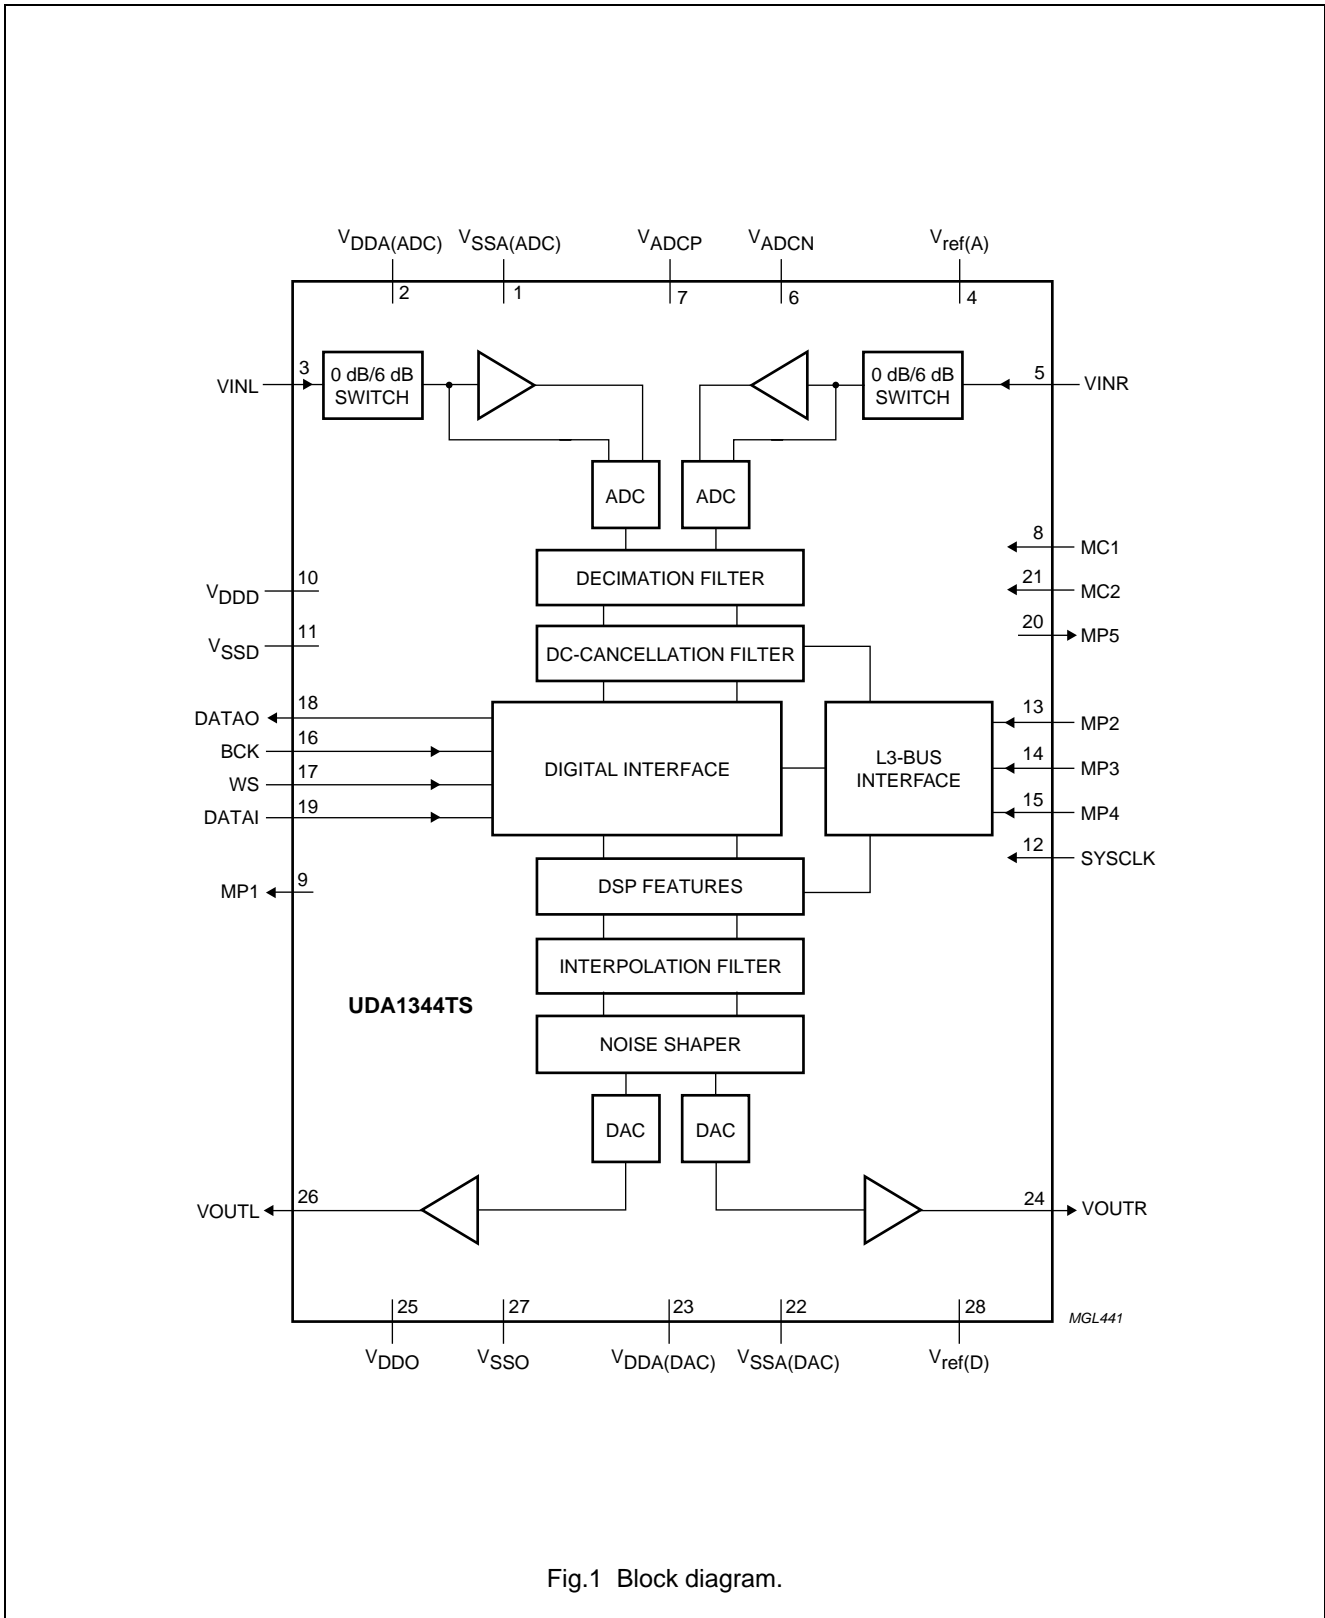 VDDA(ADC) VSSA(ADC) VADCP VADCN Vref(A)
2 1 7 6 4
VINL 3 0 dB/6 dB SWITCH 0 dB/6 dB SWITCH 5 VINR
ADC ADC
8 MC1
DECIMATION FILTER
VDDD 10
21 MC2
20 MP5
VSSD 11
DC-CANCELLATION FILTER
DATAO 18
13 MP2
BCK 16
DIGITAL INTERFACE
L3-BUS
INTERFACE
14 MP3
WS 17
15 MP4
DATAI 19
12 SYSCLK
MP1 9
DSP FEATURES
INTERPOLATION FILTER
UDA1344TS
NOISE SHAPER
DAC DAC
VOUTL 26 24 VOUTR
25 27 23 22 28
MGL441
VDDO VSSO VDDA(DAC) VSSA(DAC) Vref(D)
Fig.1 Block diagram.